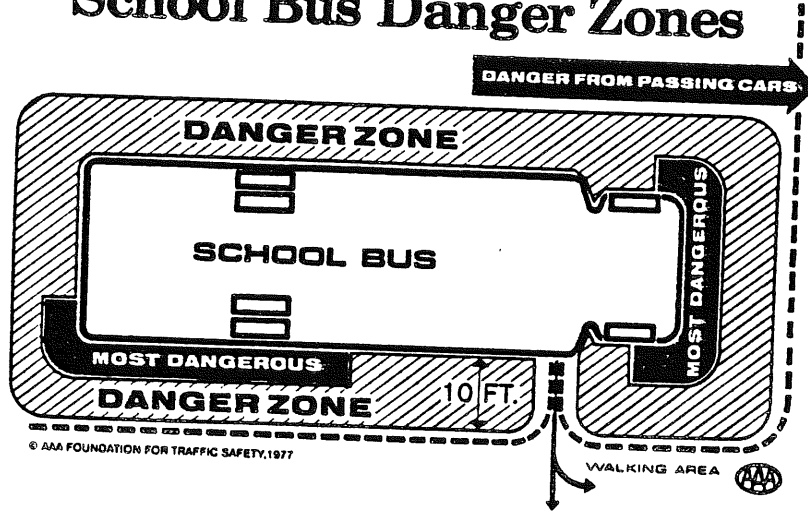 School Bus Danger Zones
DANGER FROM PASSING CARS
DANGER ZONE
SCHOOL BUS
MOST DANGEROUS
MOST DANGEROUS
DANGER ZONE
10 FT.
© AAA FOUNDATION FOR TRAFFIC SAFETY, 1977
WALKING AREA
AAA